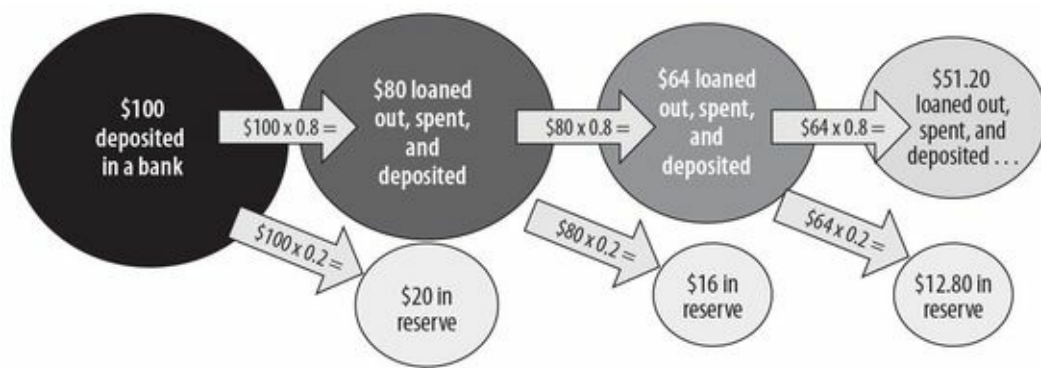 $100
deposited
in a bank
$100 x 0.8 =
$80 loaned
out, spent,
and
deposited
$80 x 0.8 =
$64 loaned
out, spent,
and
deposited
$64 x 0.8 =
$51.20
loaned out,
spent, and
deposited . . .
$100 x 0.2 =
$20 in
reserve
$80 x 0.2 =
$16 in
reserve
$64 x 0.2 =
$12.80 in
reserve